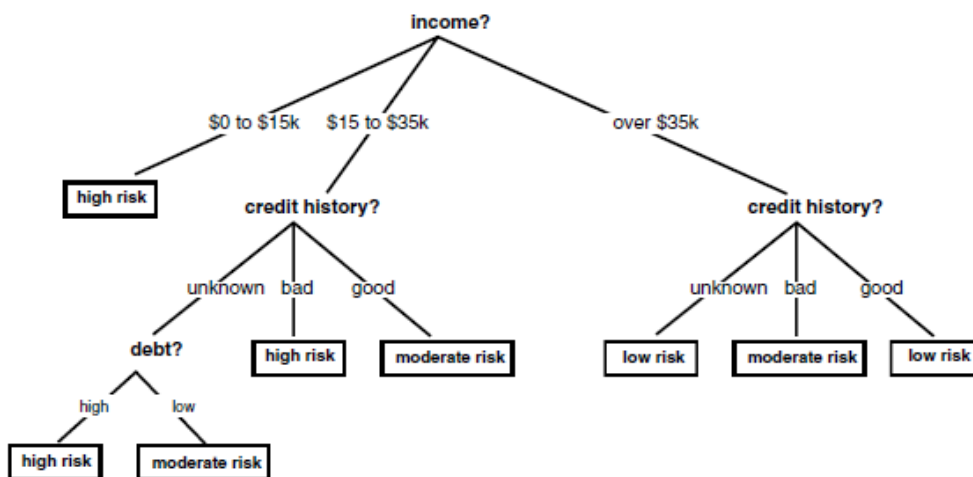 income?
$0 to $15k $15 to $35k over $35k
high risk
credit history? credit history?
unknown bad good unknown bad good
debt? high risk moderate risk low risk moderate risk low risk
high low
high risk moderate risk